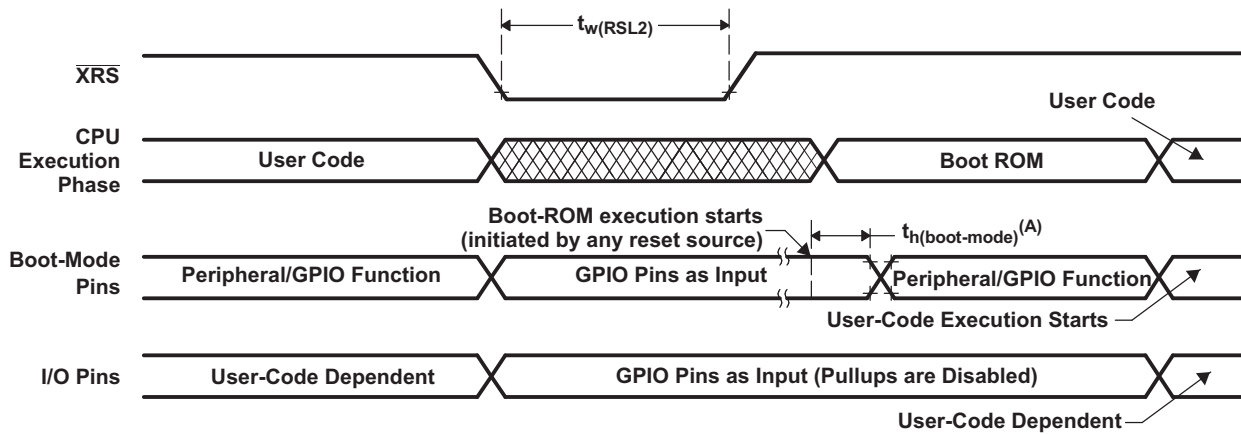 tw(RSL2)
XRS
User Code
CPU
Execution
Phase
User Code
Boot ROM
Boot-ROM execution starts
(initiated by any reset source)
th(boot-mode)(A)
Boot-Mode
Pins
Peripheral/GPIO Function
GPIO Pins as Input
Peripheral/GPIO Function
User-Code Execution Starts
I/O Pins
User-Code Dependent
GPIO Pins as Input (Pullups are Disabled)
User-Code Dependent